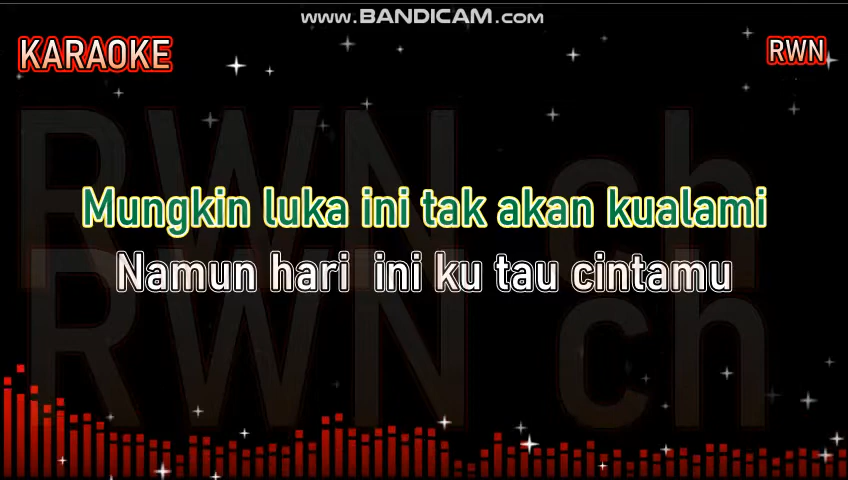 www.BANDICAM.com
KARAOKE
RWN
RWN ch
Mungkin luka ini tak akan kualami
Namun hari ini ku tau cintamu
RWN ch